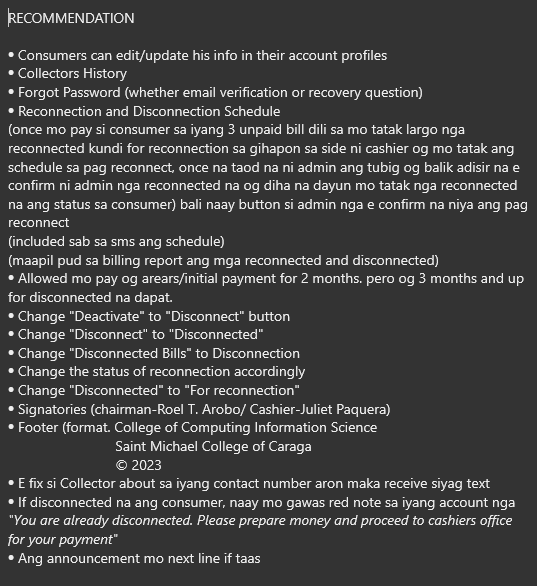 RECOMMENDATION
• Consumers can edit/update his info in their account profiles
• Collectors History
• Forgot Password (whether email verification or recovery question)
• Reconnection and Disconnection Schedule
(once mo pay si consumer sa iyang 3 unpaid bill dili sa mo tatak largo nga
reconnected kundi for reconnection sa gihapon sa side ni cashier og mo tatak ang
schedule sa pag reconnect, once na taod na ni admin ang tubig og balik adisir na e
confirm ni admin nga reconnected na og diha na dayun mo tatak nga reconnected
na ang status sa consumer) bali naay button si admin nga e confirm na niya ang pag
reconnect
(included sab sa sms ang schedule)
(maapil pud sa billing report ang mga reconnected and disconnected)
• Allowed mo pay og arears/initial payment for 2 months. pero og 3 months and up
for disconnected na dapat.
• Change "Deactivate" to "Disconnect" button
• Change "Disconnect" to "Disconnected"
• Change "Disconnected Bills" to Disconnection
• Change the status of reconnection accordingly
• Change "Disconnected" to "For reconnection"
• Signatories (chairman-Roel T. Arobo/ Cashier-Juliet Paquera)
• Footer (format. College of Computing Information Science
Saint Michael College of Caraga
© 2023
• E fix si Collector about sa iyang contact number aron maka receive siyag text
• If disconnected na ang consumer, naay mo gawas red note sa iyang account nga
"You are already disconnected. Please prepare money and proceed to cashiers office
for your payment"
• Ang announcement mo next line if taas